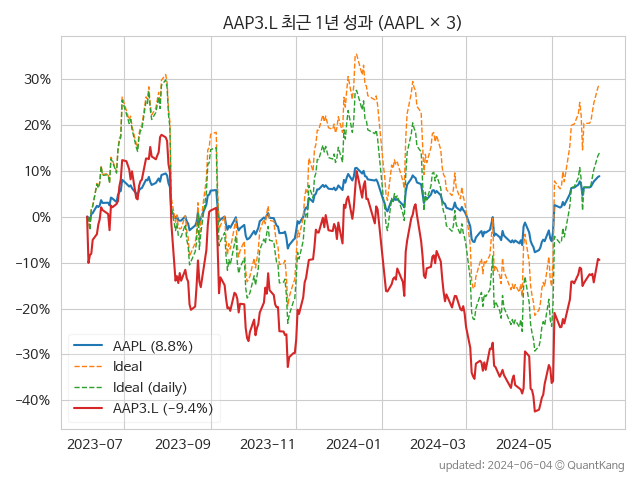 AAP3.L 최근 1년 성과 (AAPL × 3)
30%
20%
10%
0%
−10%
−20%
−30%
−40%
AAPL (8.8%)
Ideal
Ideal (daily)
AAP3.L (−9.4%)
2023-07
2023-09
2023-11
2024-01
2024-03
2024-05
updated: 2024-06-04 ⓒ QuantKang